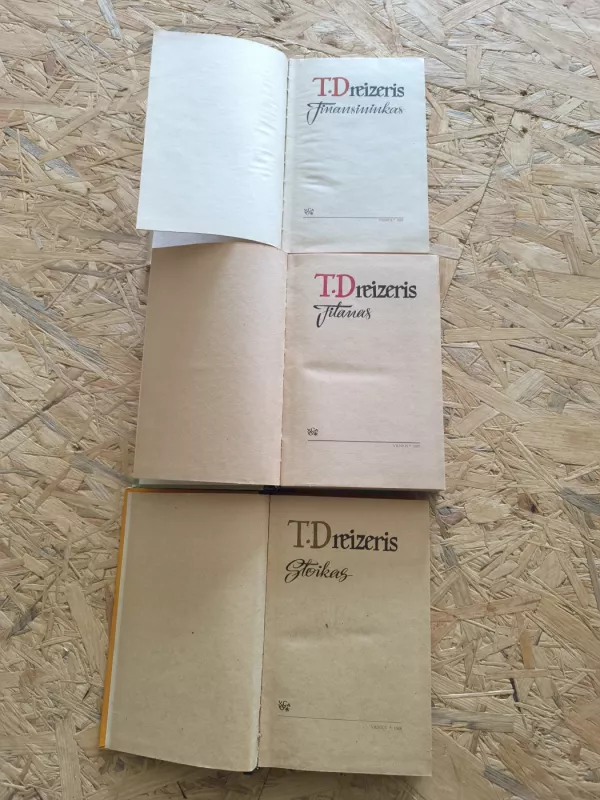 T·Dreizeris
Finansininkas
T·Dreizeris
Titanas
T·Dreizeris
Stoikas